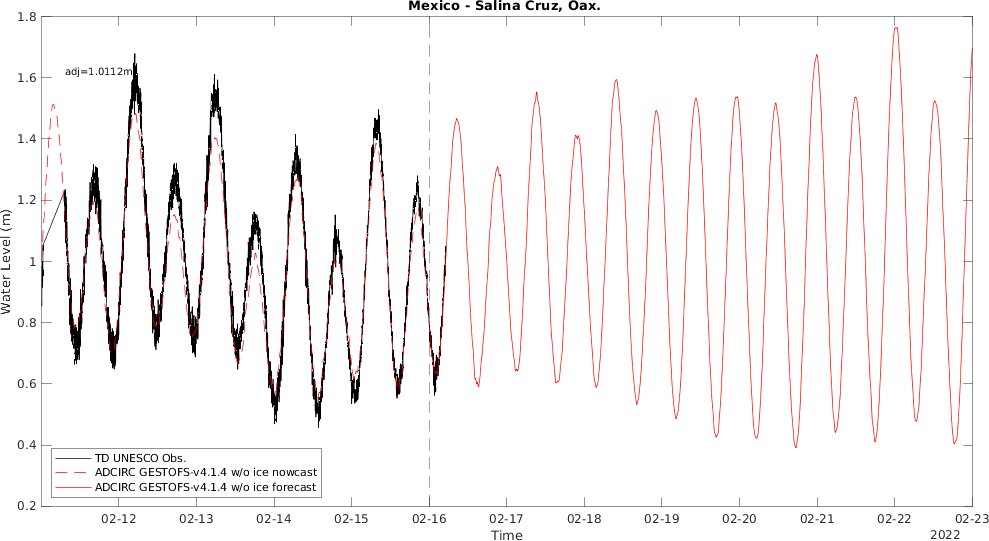 Mexico - Salina Cruz, Oax.
adj=1.0112m
Water Level (m)
1.8
1.6
1.4
1.2
1
0.8
0.6
0.4
0.2
TD UNESCO Obs.
ADCIRC GESTOFS-v4.1.4 w/o ice nowcast
ADCIRC GESTOFS-v4.1.4 w/o ice forecast
02-12 02-13 02-14 02-15 02-16 02-17 02-18 02-19 02-20 02-21 02-22 02-23
Time
2022